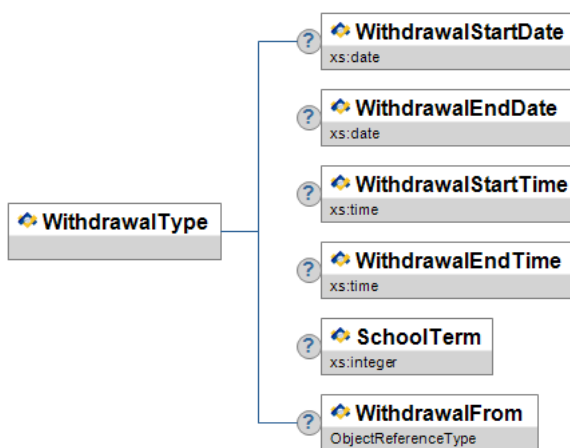 ?
WithdrawalStartDate
xs:date
?
WithdrawalEndDate
xs:date
?
WithdrawalStartTime
xs:time
WithdrawalType
?
WithdrawalEndTime
xs:time
?
SchoolTerm
xs:integer
?
WithdrawalFrom
ObjectReferenceType